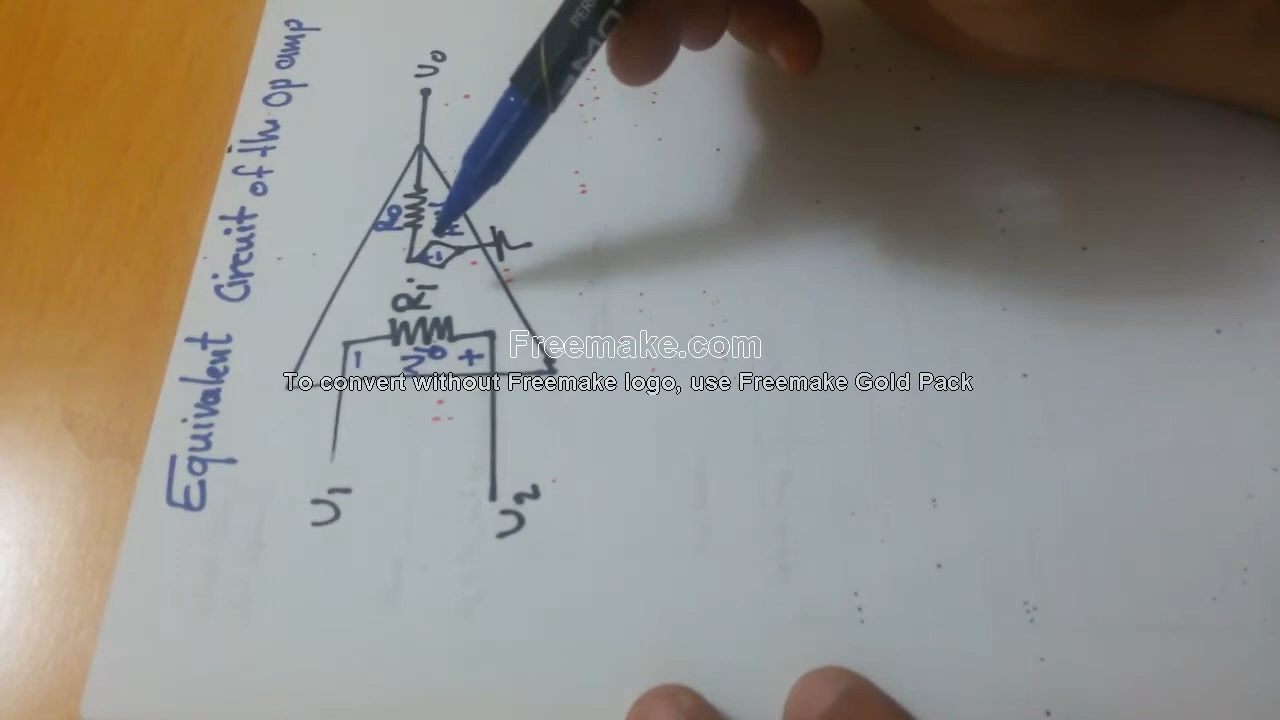 Equivalent Circuit of the Op amp
Vo
Ro
Ri
-
+
V1
V2
Freemake.com
To convert without Freemake logo, use Freemake Gold Pack